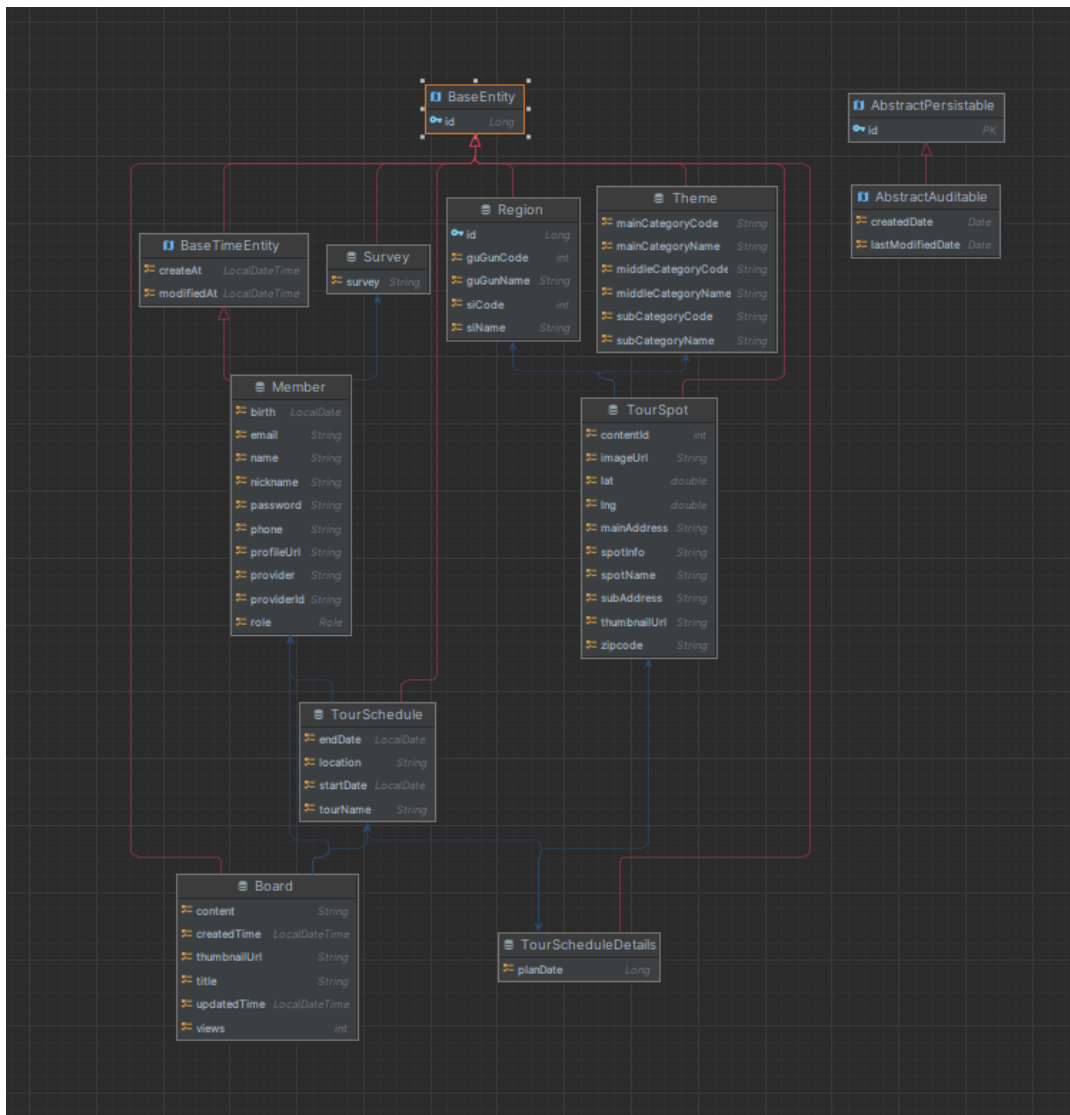 BaseEntity
id Long
AbstractPersistable
id PK
AbstractAuditable
createdDate Date
lastModifiedDate Date
Theme
mainCategoryCode String
mainCategoryName String
middleCategoryCode String
middleCategoryName String
subCategoryCode String
subCategoryName String
Region
id Long
guGunCode int
guGunName String
siCode int
siName String
BaseTimeEntity
createAt LocalDateTime
modifiedAt LocalDateTime
Survey
survey String
Member
birth LocalDate
email String
name String
nickname String
password String
phone String
profileUrl String
provider String
providerId String
role Role
TourSpot
contentId int
imageUrl String
lat double
lng double
mainAddress String
spotInfo String
spotName String
subAddress String
thumbnailUrl String
zipcode String
TourSchedule
endDate LocalDate
location String
startDate LocalDate
tourName String
Board
content String
createdTime LocalDateTime
thumbnailUrl String
title String
updatedTime LocalDateTime
views int
TourScheduleDetails
planDate Long